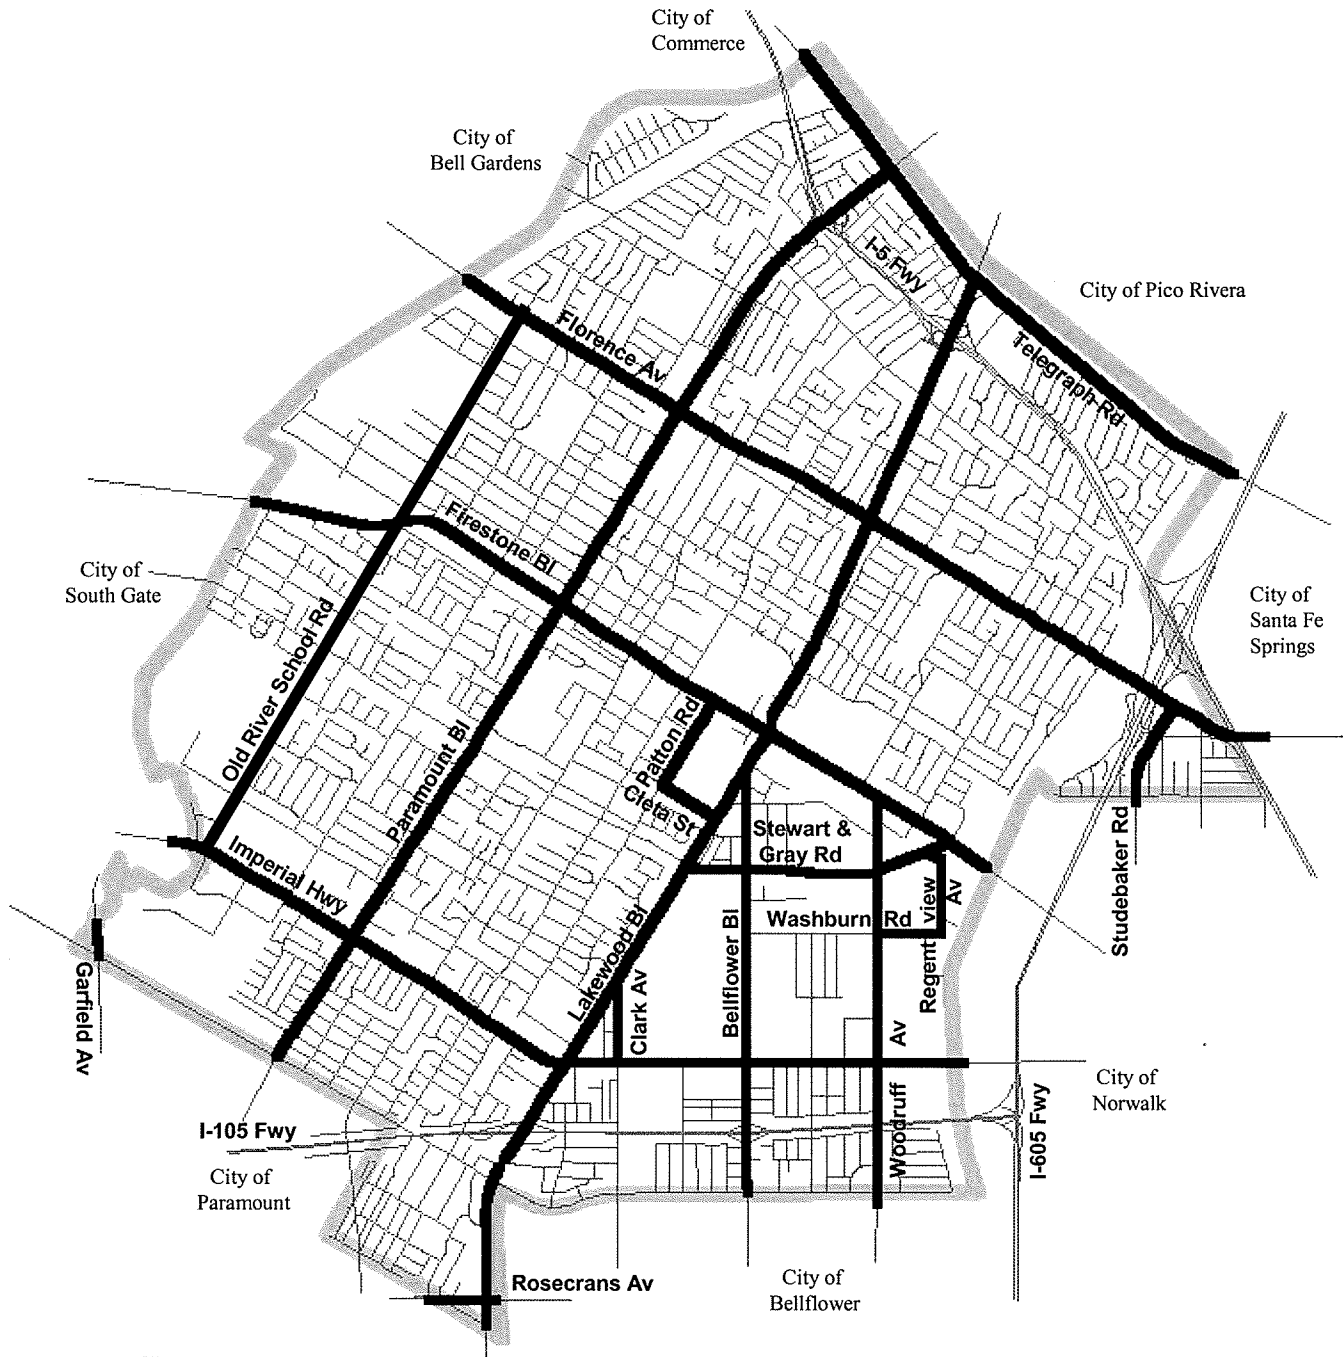 City of
Commerce
City of
Bell Gardens
I-5 Fwy
City of Pico Rivera
Florence Av
Telegraph Rd
Firestone Bl
City of
South Gate
City of
Santa Fe
Springs
Old River School Rd
Paramount Bl
Patton Rd
Cleta St
Stewart &
Gray Rd
Studebaker Rd
Imperial Hwy
Washburn Rd
Regent view
Av
Lakewood Bl
Bellflower Bl
Clark Av
Garfield Av
Woodruff Av
I-605 Fwy
City of
Norwalk
I-105 Fwy
City of
Paramount
Rosecrans Av
City of
Bellflower